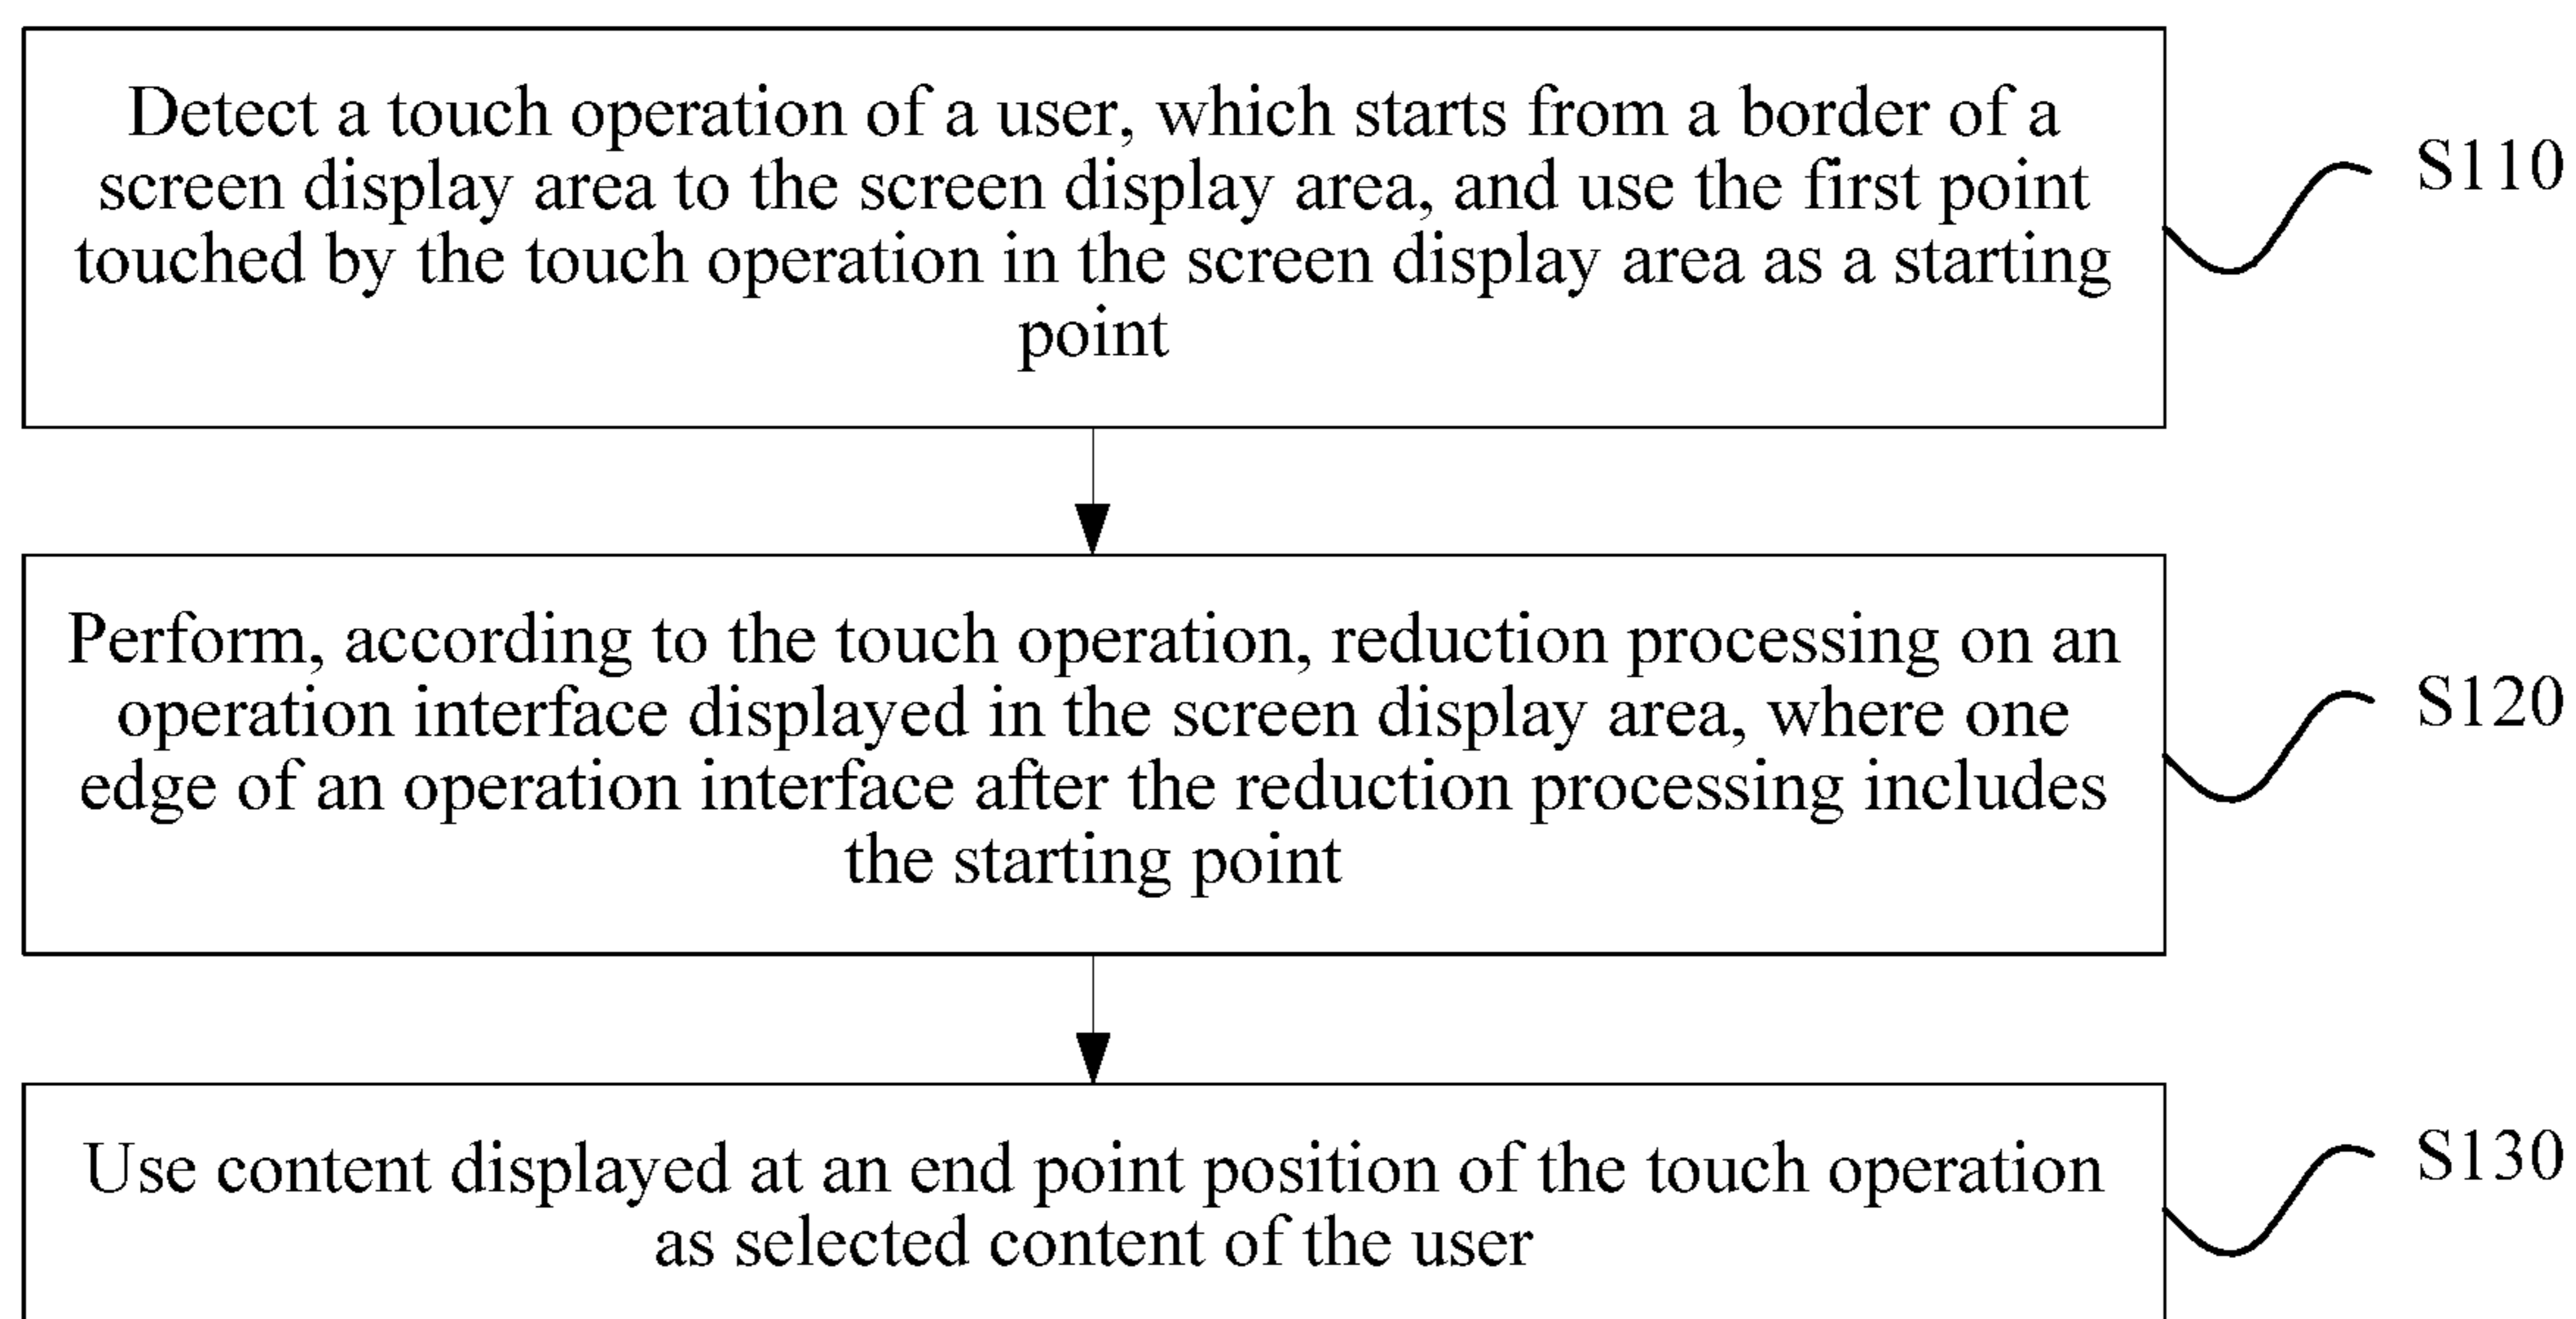 Detect a touch operation of a user, which starts from a border of a
screen display area to the screen display area, and use the first point
touched by the touch operation in the screen display area as a starting
point
S110
Perform, according to the touch operation, reduction processing on an
operation interface displayed in the screen display area, where one
edge of an operation interface after the reduction processing includes
the starting point
S120
Use content displayed at an end point position of the touch operation
as selected content of the user
S130